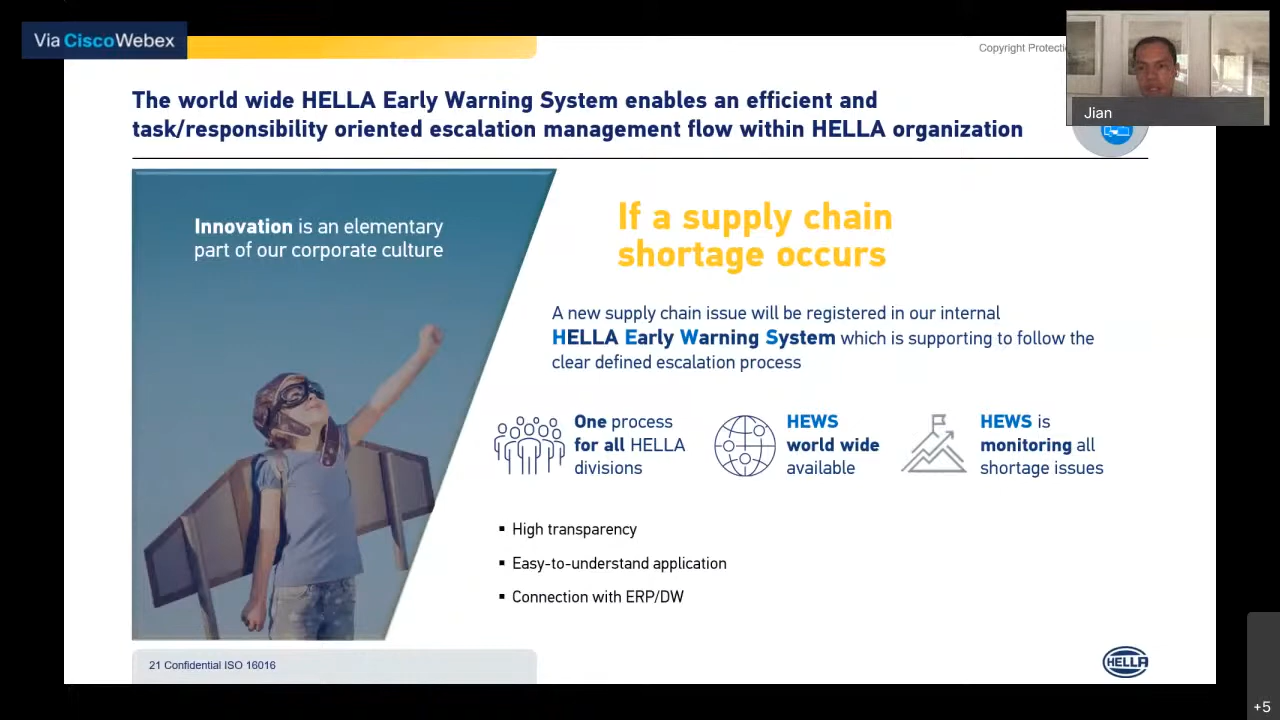 Via CiscoWebex
Copyright Protectio
Jian
The world wide HELLA Early Warning System enables an efficient and
task/responsibility oriented escalation management flow within HELLA organization
Innovation is an elementary
part of our corporate culture
If a supply chain
shortage occurs
A new supply chain issue will be registered in our internal
HELLA Early Warning System which is supporting to follow the
clear defined escalation process
One process
for all HELLA
divisions
HEWS
world wide
available
HEWS is
monitoring all
shortage issues
▪ High transparency
▪ Easy-to-understand application
▪ Connection with ERP/DW
21 Confidential ISO 16016
HELLA
+5